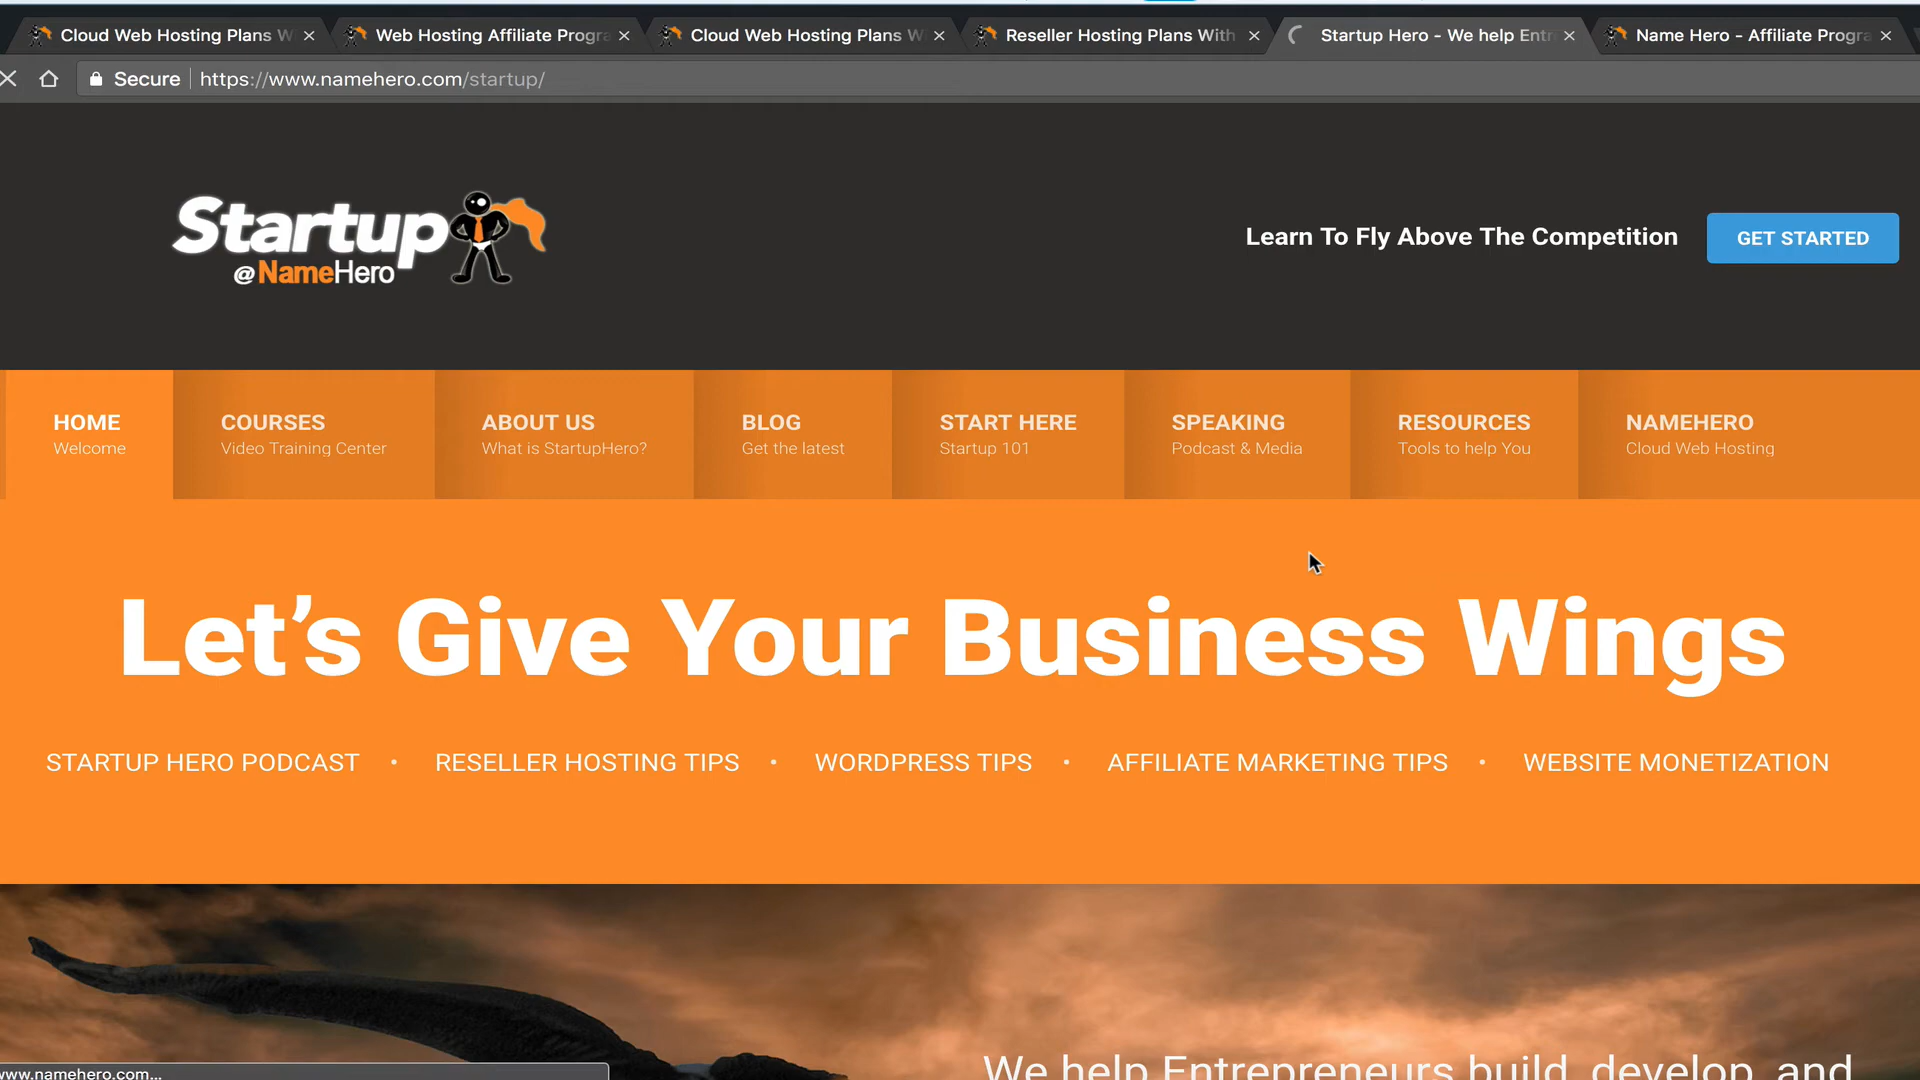 Cloud Web Hosting Plans W
Web Hosting Affiliate Progra
Cloud Web Hosting Plans W
Reseller Hosting Plans With
Startup Hero - We help Entr
Name Hero - Affiliate Progra
Secure
https://www.namehero.com/startup/
Startup
@NameHero
Learn To Fly Above The Competition
GET STARTED
HOME
Welcome
COURSES
Video Training Center
ABOUT US
What is StartupHero?
BLOG
Get the latest
START HERE
Startup 101
SPEAKING
Podcast & Media
RESOURCES
Tools to help You
NAMEHERO
Cloud Web Hosting
Let's Give Your Business Wings
STARTUP HERO PODCAST • RESELLER HOSTING TIPS • WORDPRESS TIPS • AFFILIATE MARKETING TIPS • WEBSITE MONETIZATION
We help Entrepreneurs build, develop, and
www.namehero.com...